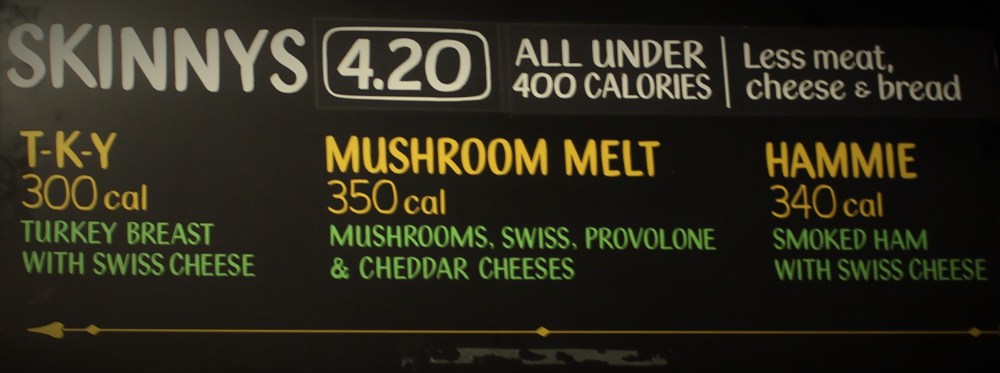 SKINNYS 4.20 ALL UNDER 400 CALORIES Less meat, cheese & bread
T-K-Y
300 cal
TURKEY BREAST
WITH SWISS CHEESE
MUSHROOM MELT
350 cal
MUSHROOMS, SWISS, PROVOLONE
& CHEDDAR CHEESES
HAMMIE
340 cal
SMOKED HAM
WITH SWISS CHEESE